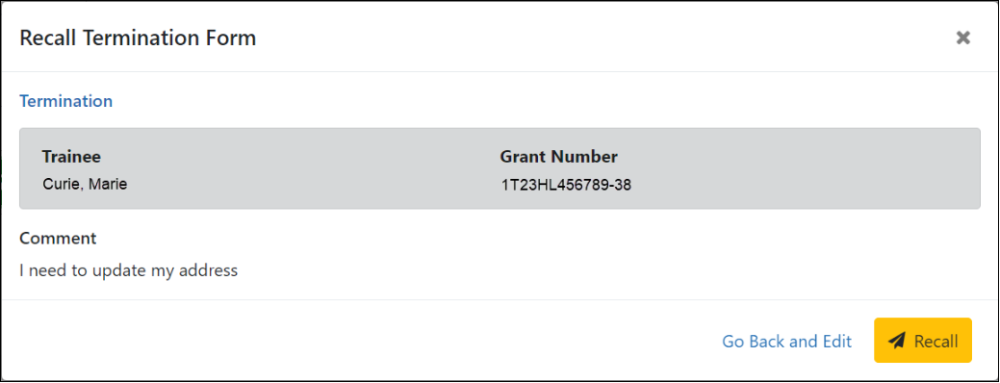 Recall Termination Form
Termination
Trainee Grant Number
Curie, Marie 1T23HL456789-38
Comment
I need to update my address
Go Back and Edit Recall